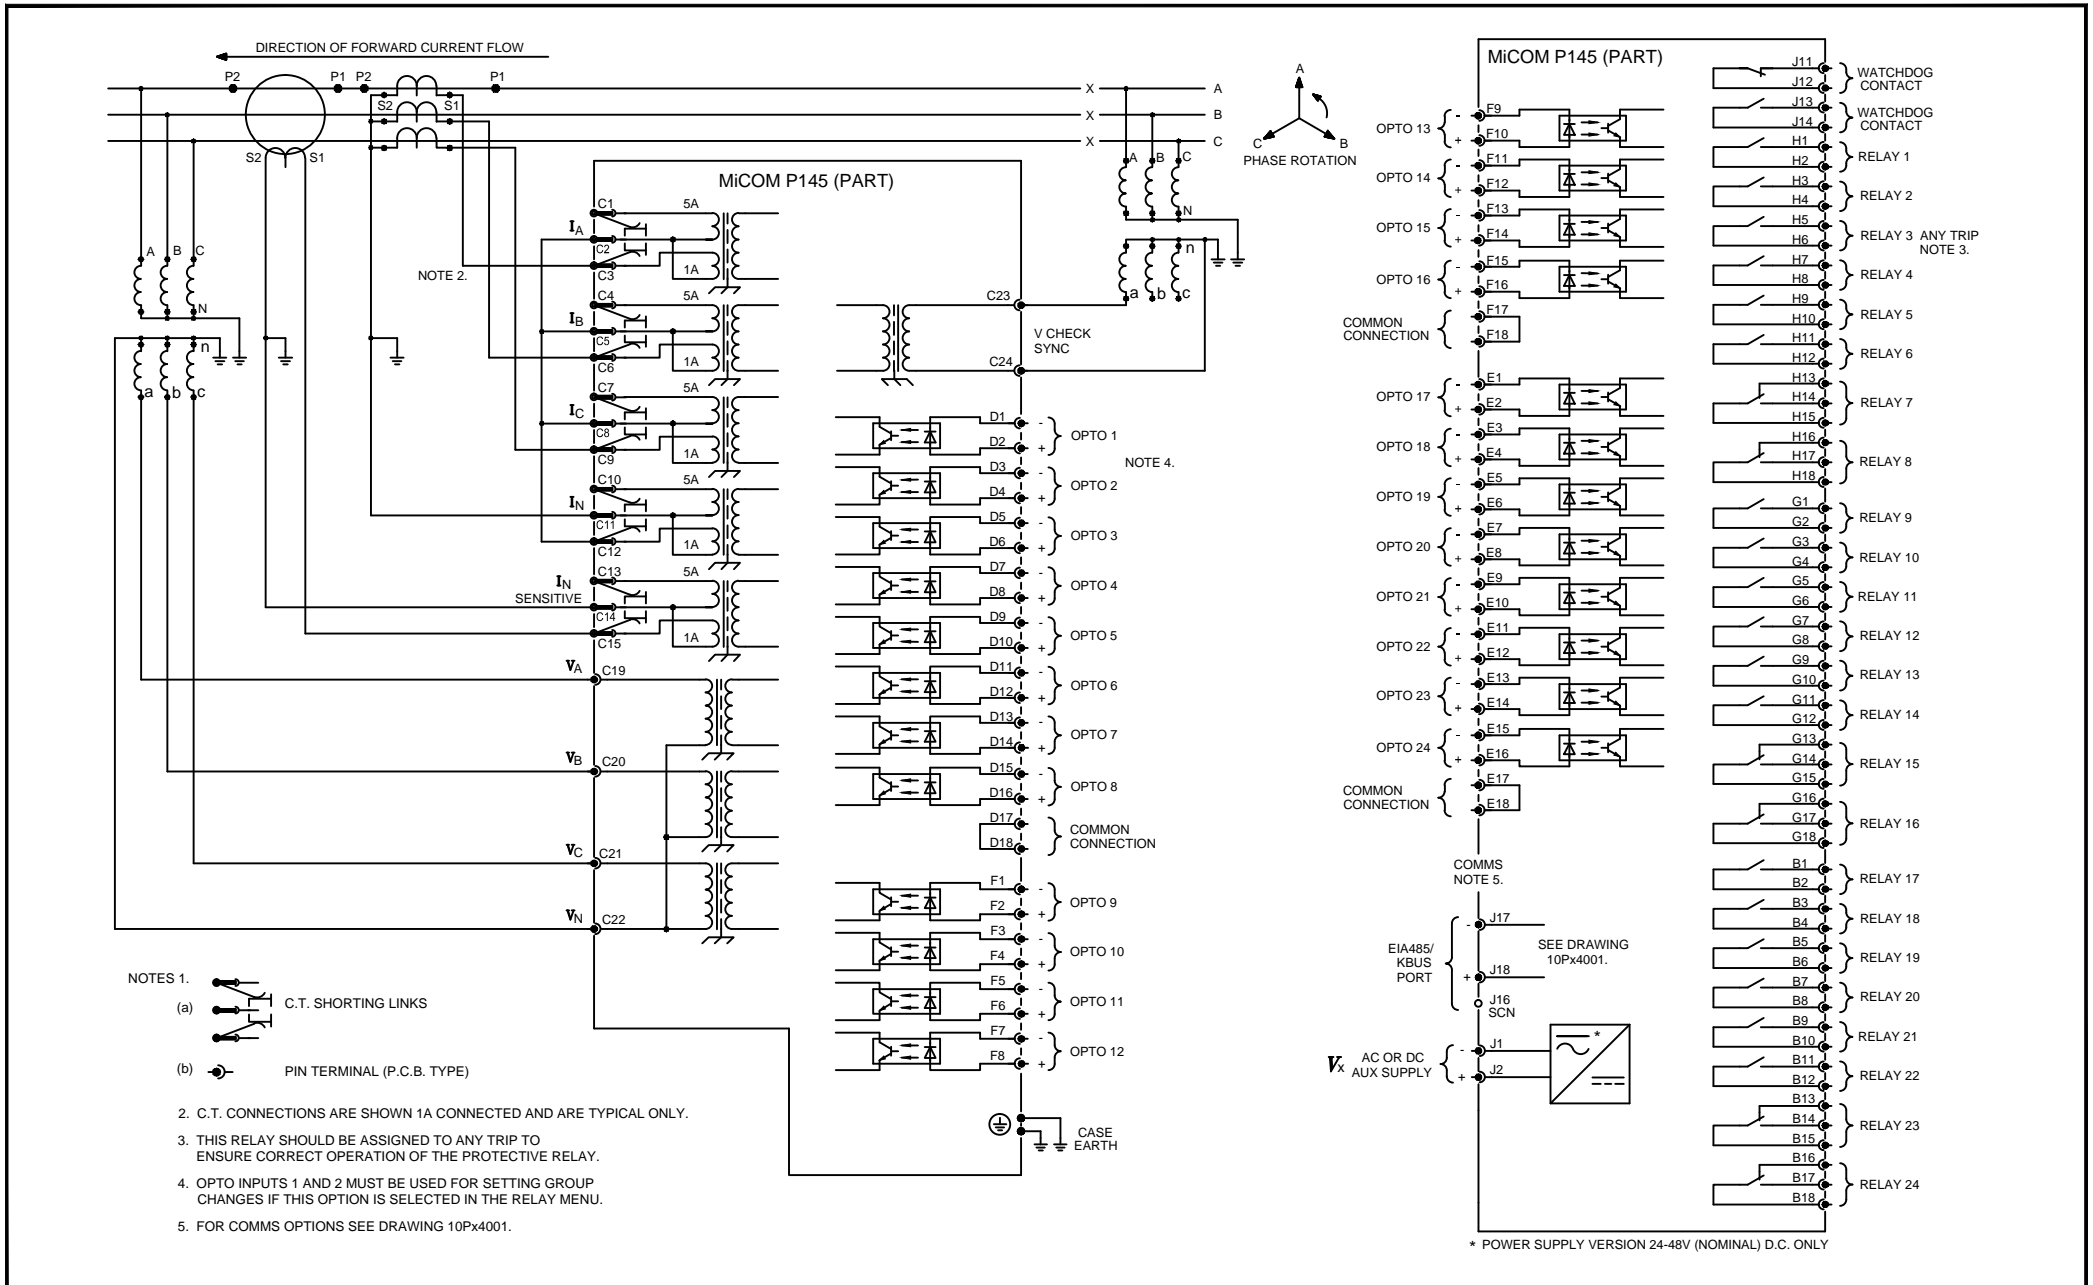 DIRECTION OF FORWARD CURRENT FLOW
P2 P1 P2 P1
S2 S1
S2 S1
X A
X B
X C
A B C
N
n
a b c
A B C
N
n
a b c
A
C B
PHASE ROTATION
MiCOM P145 (PART)
NOTE 2.
C1 5A
IA
C2
C3 1A
C4 5A
IB
C5
C6 1A
C7 5A
IC
C8
C9 1A
C10 5A
IN
C11
C12 1A
C13 5A
IN
SENSITIVE
C14
C15 1A
VA C19
VB C20
VC C21
VN C22
C23
V CHECK
SYNC
C24
D1 -
OPTO 1
D2 +
NOTE 4.
D3 -
OPTO 2
D4 +
D5 -
OPTO 3
D6 +
D7 -
OPTO 4
D8 +
D9 -
OPTO 5
D10 +
D11 -
OPTO 6
D12 +
D13 -
OPTO 7
D14 +
D15 -
OPTO 8
D16 +
D17
COMMON
CONNECTION
D18
F1 -
OPTO 9
F2 +
F3 -
OPTO 10
F4 +
F5 -
OPTO 11
F6 +
F7 -
OPTO 12
F8 +
CASE
EARTH
NOTES 1.
(a) C.T. SHORTING LINKS
(b) PIN TERMINAL (P.C.B. TYPE)
2. C.T. CONNECTIONS ARE SHOWN 1A CONNECTED AND ARE TYPICAL ONLY.
3. THIS RELAY SHOULD BE ASSIGNED TO ANY TRIP TO
ENSURE CORRECT OPERATION OF THE PROTECTIVE RELAY.
4. OPTO INPUTS 1 AND 2 MUST BE USED FOR SETTING GROUP
CHANGES IF THIS OPTION IS SELECTED IN THE RELAY MENU.
5. FOR COMMS OPTIONS SEE DRAWING 10Px4001.
MiCOM P145 (PART)
- F9
OPTO 13
+ F10
- F11
OPTO 14
+ F12
- F13
OPTO 15
+ F14
- F15
OPTO 16
+ F16
F17
COMMON
CONNECTION
F18
- E1
OPTO 17
+ E2
- E3
OPTO 18
+ E4
- E5
OPTO 19
+ E6
- E7
OPTO 20
+ E8
- E9
OPTO 21
+ E10
- E11
OPTO 22
+ E12
- E13
OPTO 23
+ E14
- E15
OPTO 24
+ E16
E17
COMMON
CONNECTION
E18
COMMS
NOTE 5.
- J17
EIA485/
KBUS
PORT
SEE DRAWING
10Px4001.
+ J18
J16
SCN
VX AC OR DC
AUX SUPPLY
- J1
+ J2
*
J11
J12
WATCHDOG
CONTACT
J13
J14
WATCHDOG
CONTACT
H1
H2
RELAY 1
H3
H4
RELAY 2
H5
H6
RELAY 3 ANY TRIP
NOTE 3.
H7
H8
RELAY 4
H9
H10
RELAY 5
H11
H12
RELAY 6
H13
H14
H15
RELAY 7
H16
H17
H18
RELAY 8
G1
G2
RELAY 9
G3
G4
RELAY 10
G5
G6
RELAY 11
G7
G8
RELAY 12
G9
G10
RELAY 13
G11
G12
RELAY 14
G13
G14
G15
RELAY 15
G16
G17
G18
RELAY 16
B1
B2
RELAY 17
B3
B4
RELAY 18
B5
B6
RELAY 19
B7
B8
RELAY 20
B9
B10
RELAY 21
B11
B12
RELAY 22
B13
B14
B15
RELAY 23
B16
B17
B18
RELAY 24
* POWER SUPPLY VERSION 24-48V (NOMINAL) D.C. ONLY